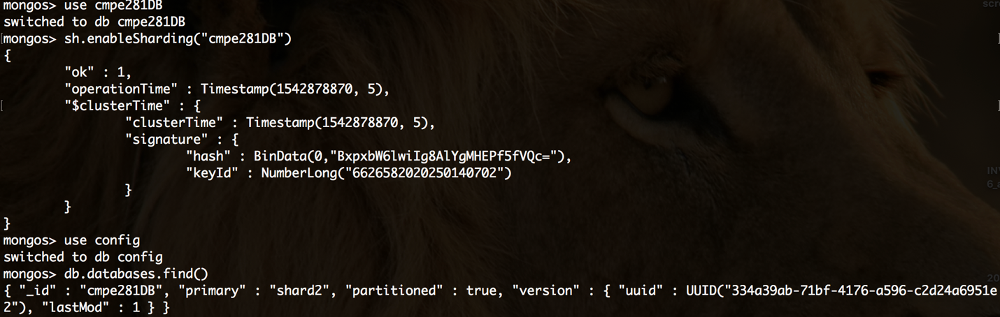 mongos> use cmpe281DB
switched to db cmpe281DB
mongos> sh.enableSharding("cmpe281DB")
{
"ok" : 1,
"operationTime" : Timestamp(1542878870, 5),
"$clusterTime" : {
"clusterTime" : Timestamp(1542878870, 5),
"signature" : {
"hash" : BinData(0,"BxpxbW6lwiIg8AlYgMHEPf5fVQc="),
"keyId" : NumberLong("6626582020250140702")
}
}
}
mongos> use config
switched to db config
mongos> db.databases.find()
{ "_id" : "cmpe281DB", "primary" : "shard2", "partitioned" : true, "version" : { "uuid" : UUID("334a39ab-71bf-4176-a596-c2d24a6951e
2"), "lastMod" : 1 } }